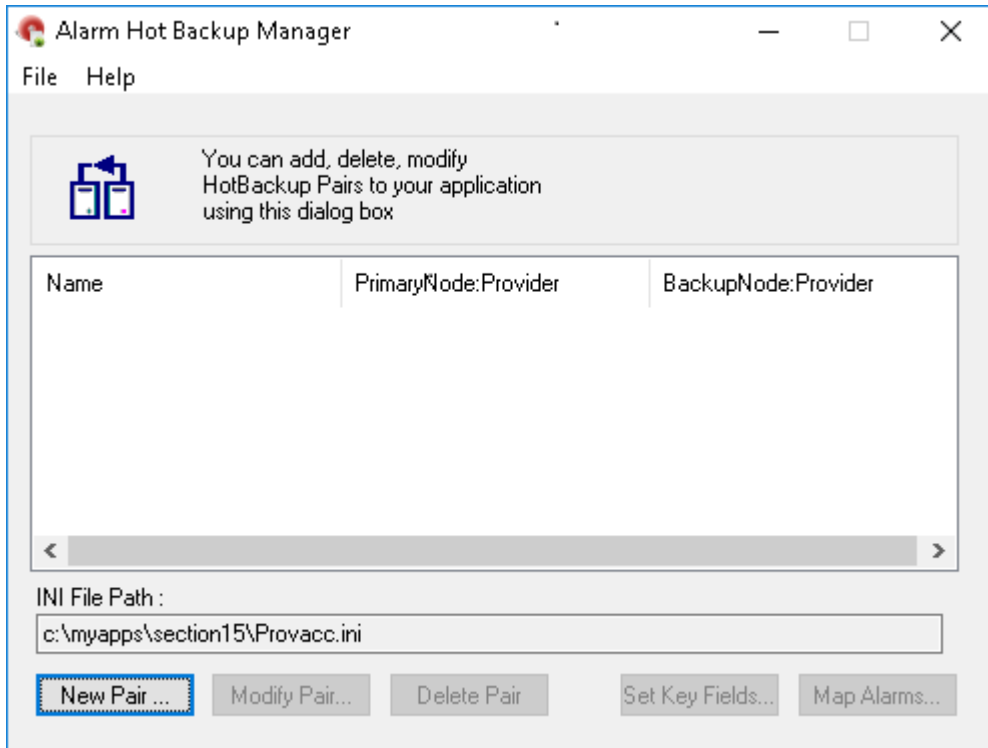 Alarm Hot Backup Manager
File Help
You can add, delete, modify
HotBackup Pairs to your application
using this dialog box
Name PrimaryNode:Provider BackupNode:Provider
INI File Path :
c:\myapps\section15\Provacc.ini
New Pair ... Modify Pair... Delete Pair Set Key Fields... Map Alarms...